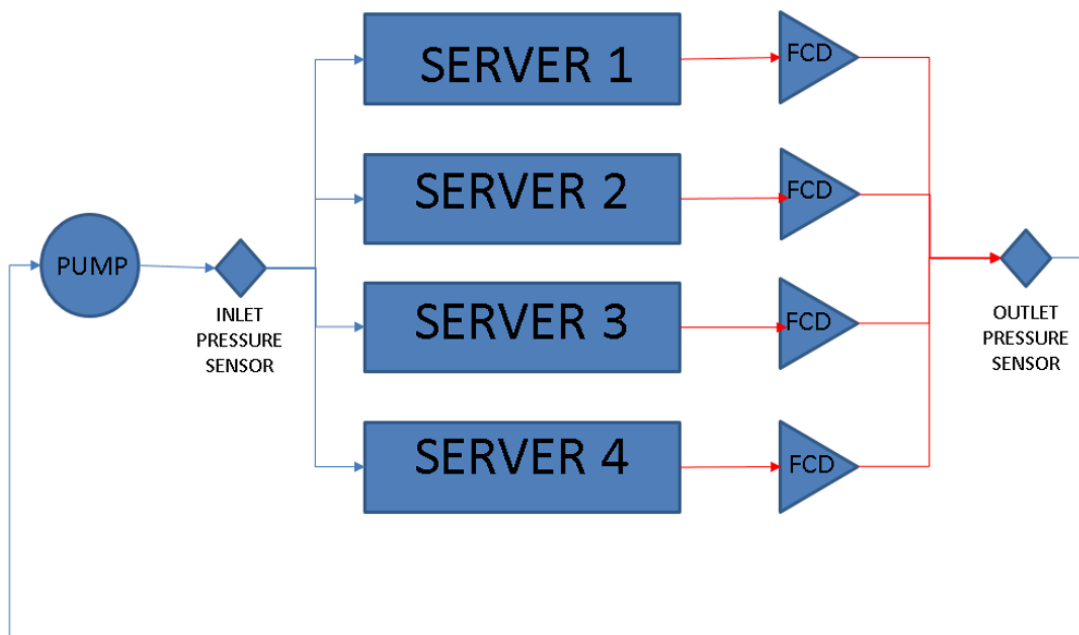 SERVER 1
FCD
SERVER 2
FCD
PUMP
INLET
PRESSURE
SENSOR
SERVER 3
FCD
OUTLET
PRESSURE
SENSOR
SERVER 4
FCD